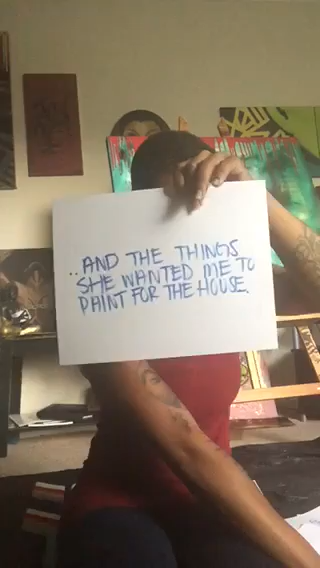 ..AND THE THINGS
SHE WANTED ME TO
PAINT FOR THE HOUSE.